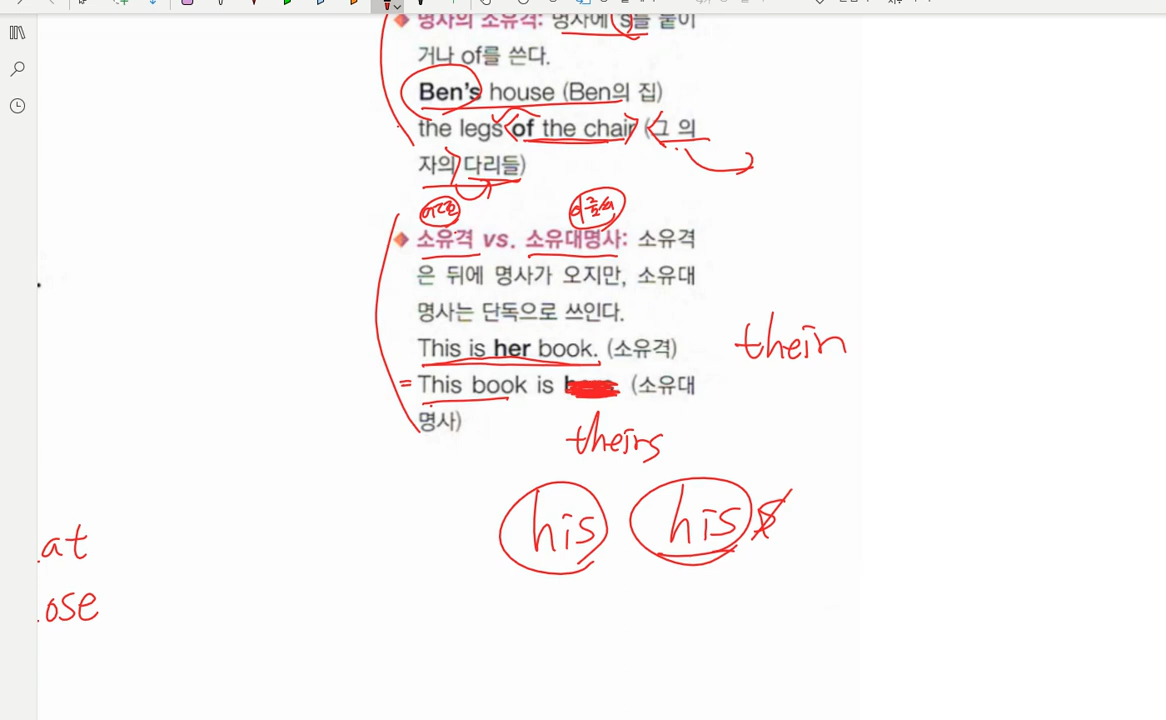 명사의 소유격: 명사에 's를 붙이
거나 of를 쓴다.
Ben's house (Ben의 집)
the legs of the chair (그 의
자의 다리들)
소유격 vs. 소유대명사: 소유격
은 뒤에 명사가 오지만, 소유대
명사는 단독으로 쓰인다.
This is her book. (소유격)
thein
= This book is (소유대
명사)
theirs
his his
at
ose